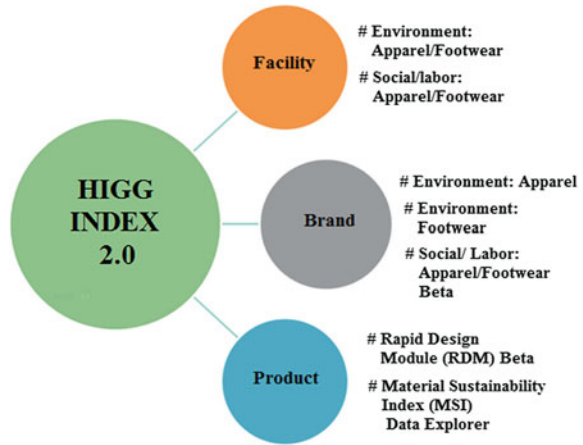 # Environment:
Apparel/Footwear
Facility
# Social/labor:
Apparel/Footwear
HIGG
INDEX
2.0
# Environment: Apparel
# Environment:
Footwear
Brand
# Social/ Labor:
Apparel/Footwear
Beta
# Rapid Design
Module (RDM) Beta
Product
# Material Sustainability
Index (MSI)
Data Explorer